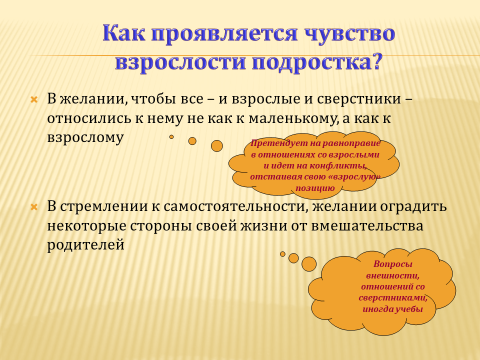 Как проявляется чувство
взрослости подростка?
В желании, чтобы все – и взрослые и сверстники –
относились к нему не как к маленькому, а как к
взрослому
Претендует на равноправие
в отношениях со взрослыми
и идет на конфликты,
отстаивая свою «взрослую»
позицию
В стремлении к самостоятельности, желании оградить
некоторые стороны своей жизни от вмешательства
родителей
Вопросы
внешности,
отношений со
сверстниками,
иногда учебы